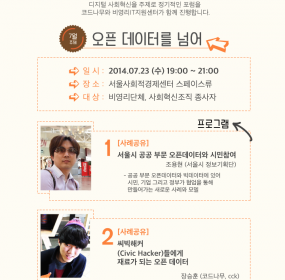 디지털 사회혁신을 주제로 정기적인 포럼을
코드나무와 비영리IT지원센터가 함께 진행합니다.
7월
포럼
오픈 데이터를 넘어
일 시 : 2014.07.23 (수) 19:00 ~ 21:00
장 소 : 서울사회적경제센터 스페이스류
대 상 : 비영리단체, 사회혁신조직 종사자
프로그램
1 [사례공유]
서울시 공공 부문 오픈데이터와 시민참여
조용현 (서울시 정보기획단)
- 공공 부문 오픈데이터와 빅데이터에 있어
시민, 기업 그리고 정부가 협업을 통해
만들어가는 새로운 사례와 모델
2 [사례공유]
씨빅해커
(Civic Hacker)들에게
재료가 되는 오픈 데이터
장승훈 (코드나무, cck)